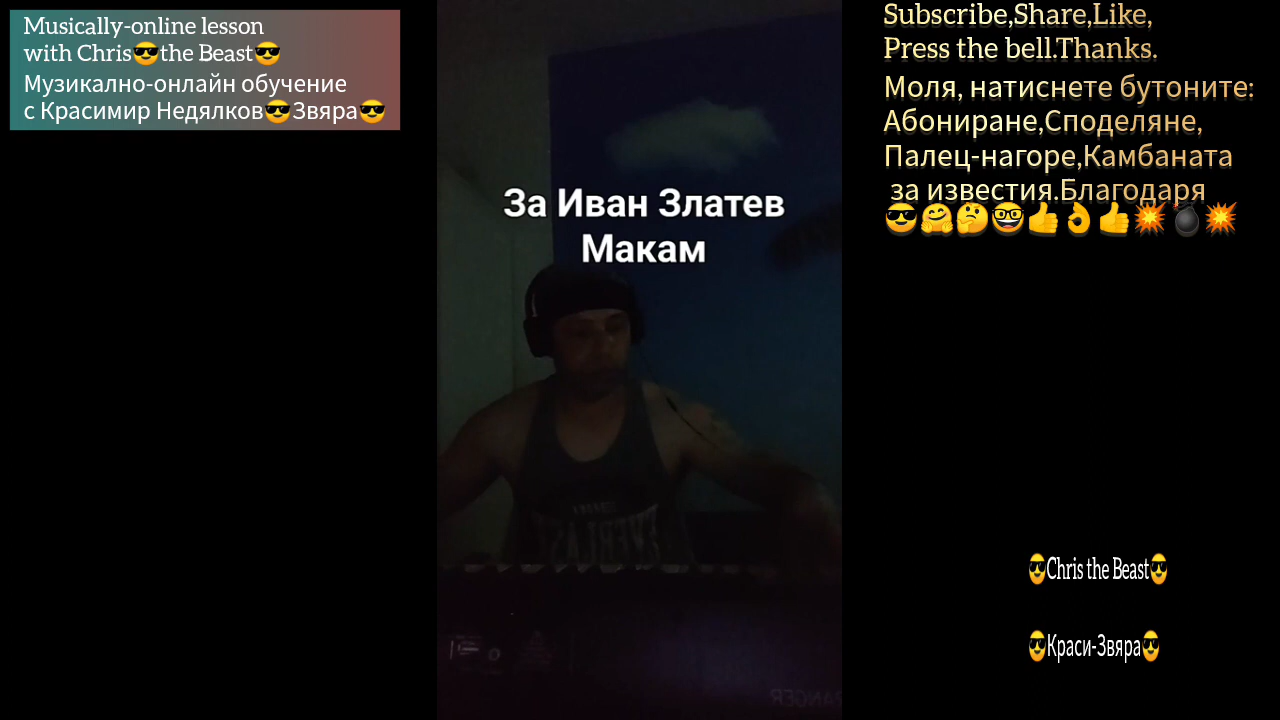 Musically-online lesson
with Chris😎the Beast😎
Музикално-онлайн обучение
с Красимир Недялков😎Звяра😎
За Иван Златев
Макам
Subscribe,Share,Like,
Press the bell.Thanks.
Моля, натиснете бутоните:
Абониране,Споделяне,
Палец-нагоре,Камбаната
за известия.Благодаря
😎🤗🤔🤓👍👌👍💥💣💥
EVERLAST
😎Chris the Beast😎
😎Краси-Звяра😎